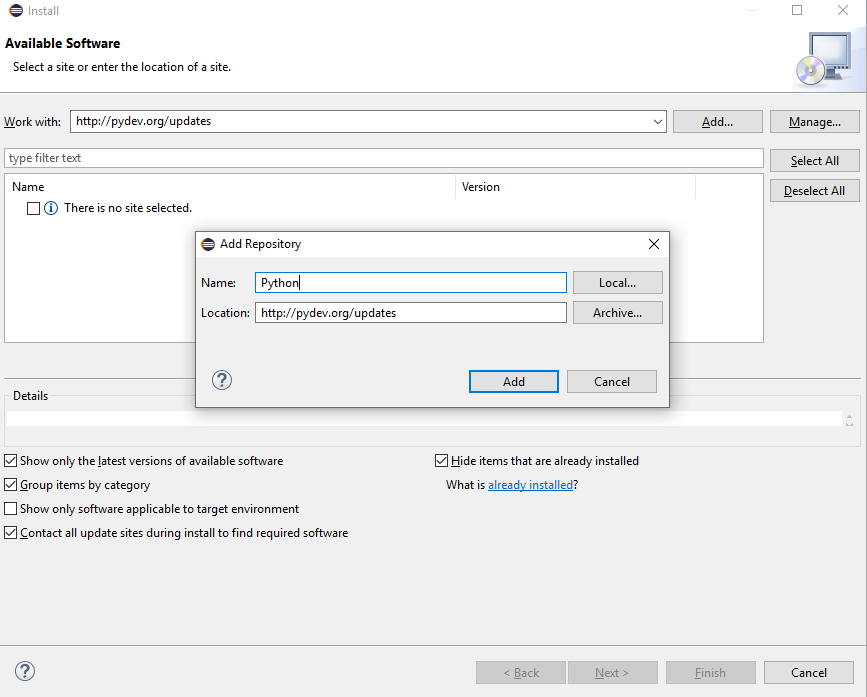 Install
Available Software
Select a site or enter the location of a site.
Work with: http://pydev.org/updates Add... Manage...
type filter text Select All
Name Version Deselect All
There is no site selected.
Add Repository
Name: Python Local...
Location: http://pydev.org/updates Archive...
Add Cancel
Details
Show only the latest versions of available software Hide items that are already installed
Group items by category What is already installed?
Show only software applicable to target environment
Contact all update sites during install to find required software
< Back Next > Finish Cancel